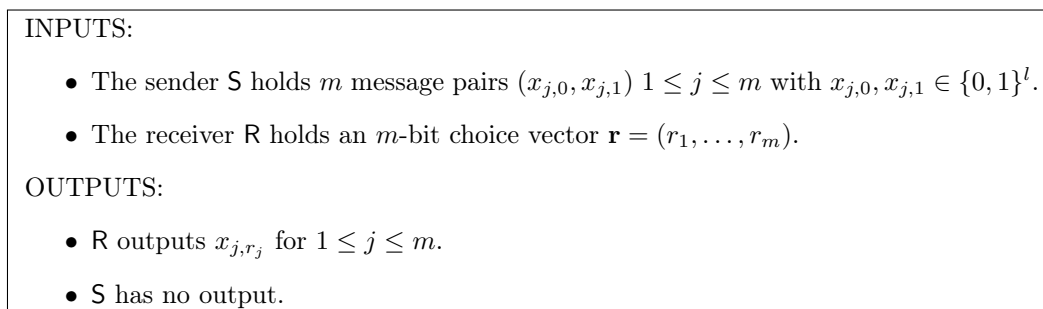 INPUTS:
• The sender S holds m message pairs (x_{j,0}, x_{j,1}) 1 ≤ j ≤ m with x_{j,0}, x_{j,1} ∈ {0, 1}^l.
• The receiver R holds an m-bit choice vector r = (r_1, . . . , r_m).
OUTPUTS:
• R outputs x_{j,r_j} for 1 ≤ j ≤ m.
• S has no output.